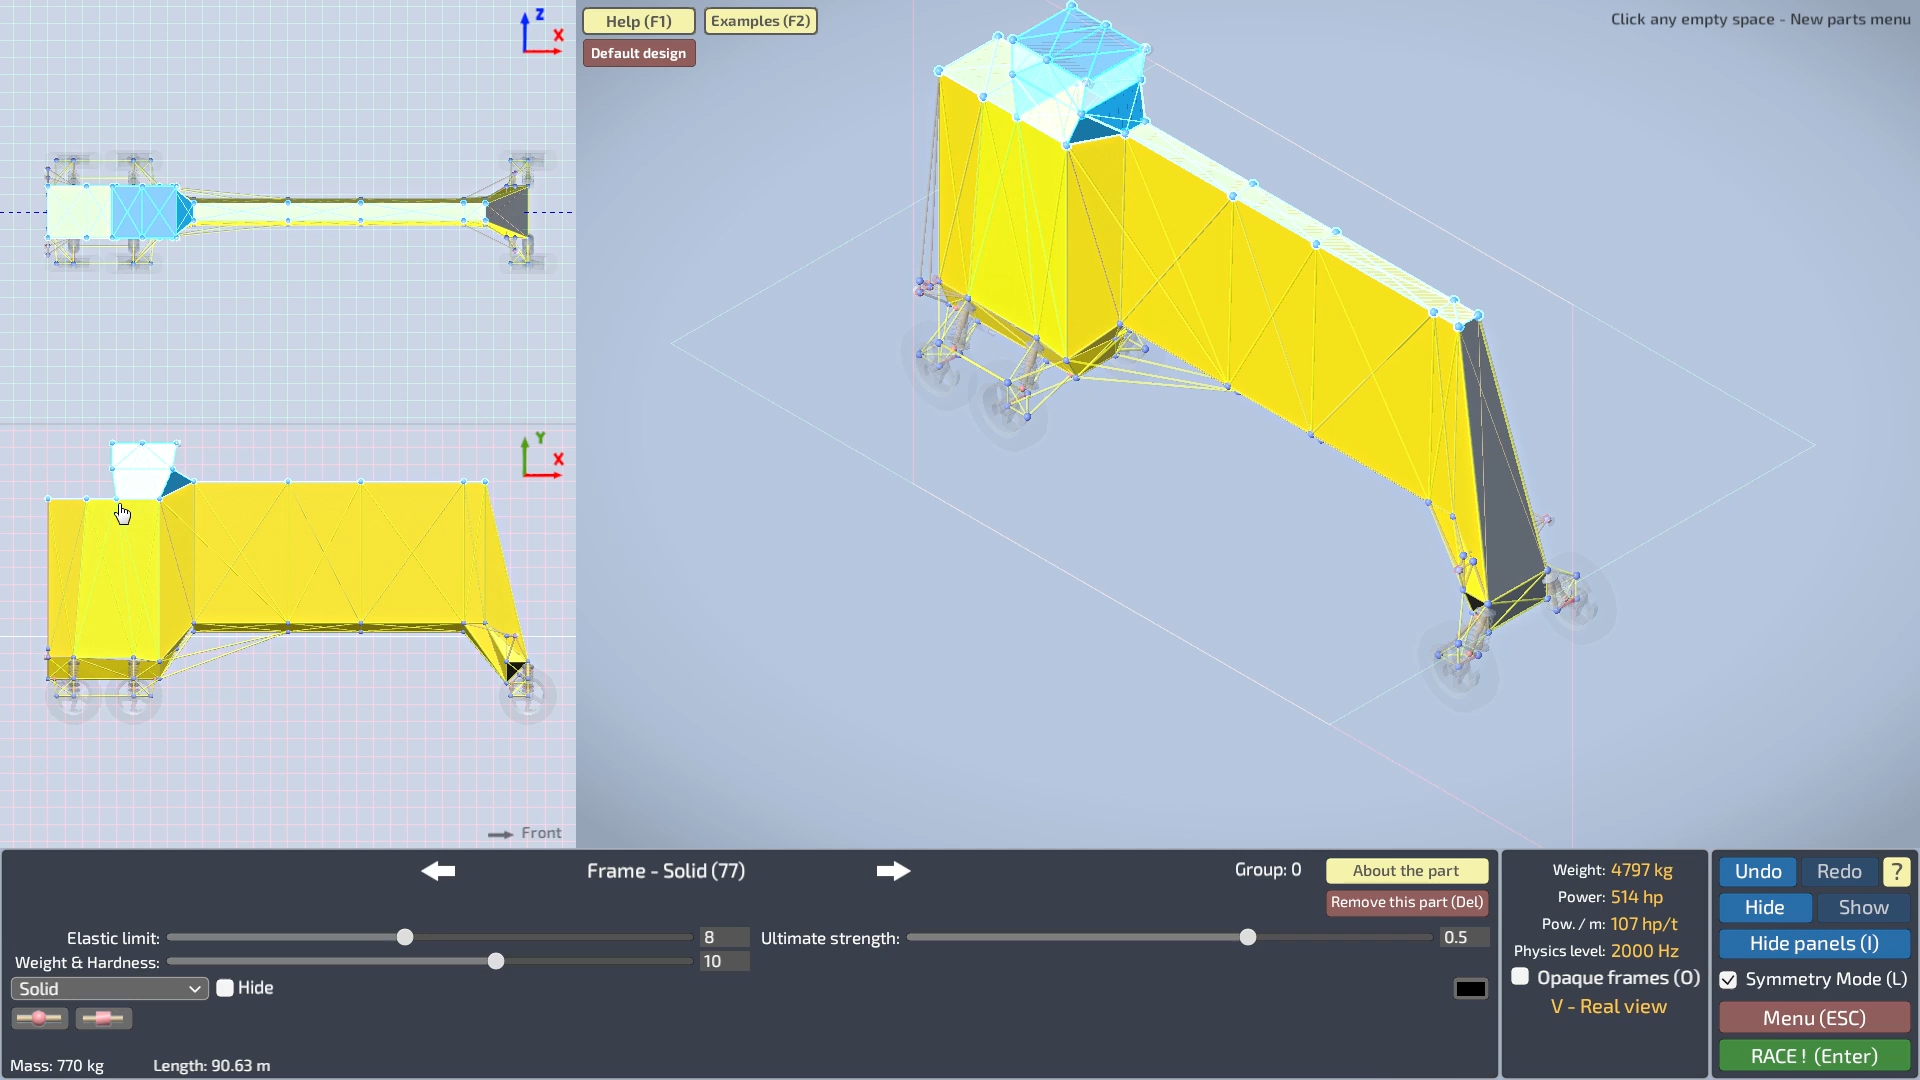 Z
X
Help (F1)
Examples (F2)
Default design
Click any empty space - New parts menu
Y
X
Front
Frame - Solid (77)
Group: 0
About the part
Remove this part (Del)
Elastic limit:
8
Ultimate strength:
0.5
Weight & Hardness:
10
Solid
Hide
Mass: 770 kg
Length: 90.63 m
Weight: 4797 kg
Power: 514 hp
Pow. / m: 107 hp/t
Physics level: 2000 Hz
Opaque frames (O)
V - Real view
Undo
Redo
?
Hide
Show
Hide panels (I)
Symmetry Mode (L)
Menu (ESC)
RACE ! (Enter)